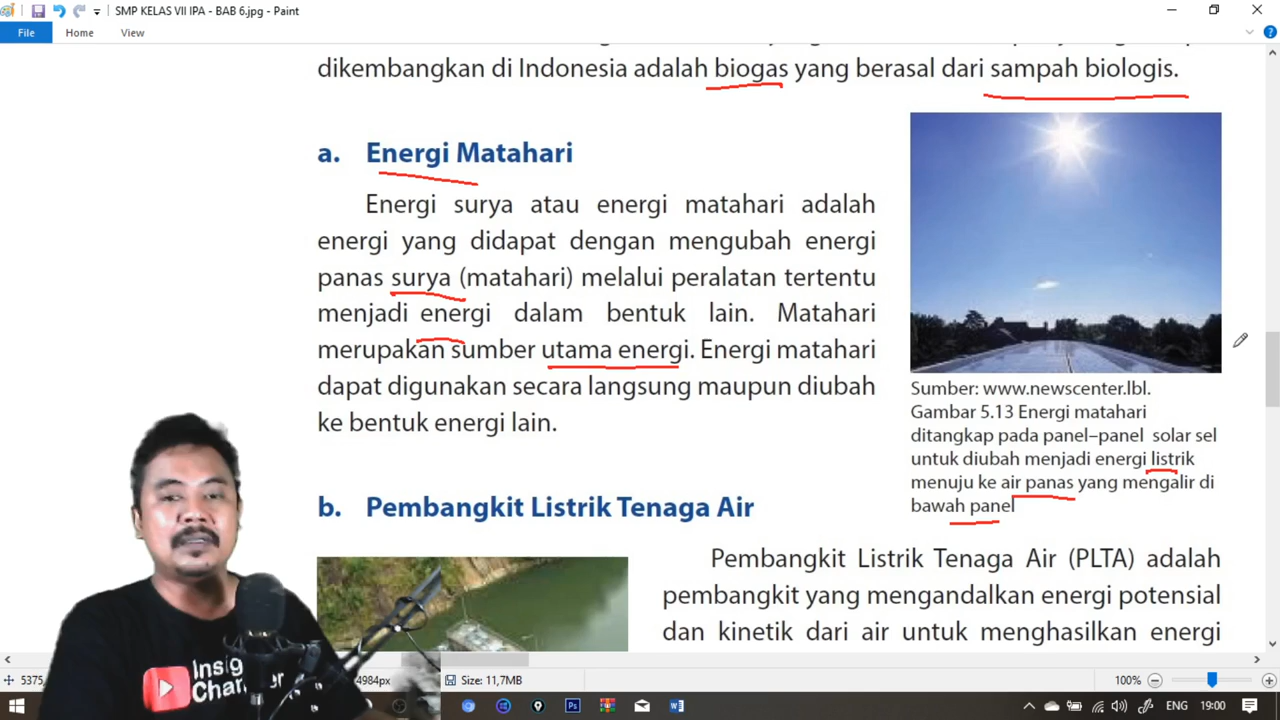 SMP KELAS VII IPA - BAB 6.jpg - Paint
File Home View
dikembangkan di Indonesia adalah biogas yang berasal dari sampah biologis.
a. Energi Matahari
Energi surya atau energi matahari adalah
energi yang didapat dengan mengubah energi
panas surya (matahari) melalui peralatan tertentu
menjadi energi dalam bentuk lain. Matahari
merupakan sumber utama energi. Energi matahari
dapat digunakan secara langsung maupun diubah
ke bentuk energi lain.
Sumber: www.newscenter.lbl.
Gambar 5.13 Energi matahari
ditangkap pada panel–panel solar sel
untuk diubah menjadi energi listrik
menuju ke air panas yang mengalir di
bawah panel
b. Pembangkit Listrik Tenaga Air
Pembangkit Listrik Tenaga Air (PLTA) adalah
pembangkit yang mengandalkan energi potensial
dan kinetik dari air untuk menghasilkan energi
5375, 4984px Size: 11,7MB 100%
ENG 19:00